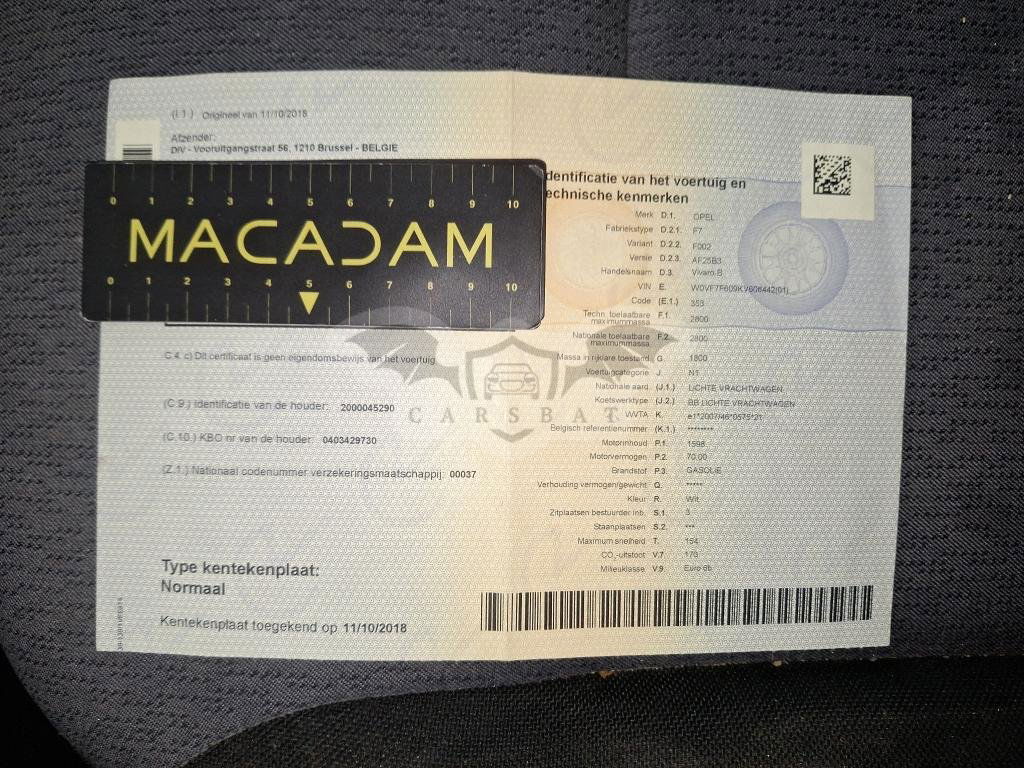 (I.1.) Origineel van 11/10/2018
Afzender:
DIV - Vooruitgangstraat 56, 1210 Brussel - BELGIE
0 1 2 3 4 5 6 7 8 9 10
MACADAM
0 1 2 3 4 5 6 7 8 9 10
C.4. c) Dit certificaat is geen eigendomsbewijs van het voertuig
(C.9.) Identificatie van de houder: 2000045290
(C.10.) KBO nr van de houder: 0403429730
(Z.1.) Nationaal codenummer verzekeringsmaatschappij: 00037
Type kentekenplaat:
Normaal
Kentekenplaat toegekend op 11/10/2018
dentificatie van het voertuig en
echnische kenmerken
Merk D.1. OPEL
Fabriekstype D.2.1. F7
Variant D.2.2. F002
Versie D.2.3. AF25B3
Handelsnaam D.3. Vivaro B
VIN E. W0VF7F609KV606442(01)
Code (E.1.) 353
Techn. toelaatbare maximummassa F.1. 2800
Nationale toelaatbare maximummassa F.2. 2800
Massa in rijklare toestand G. 1800
Voertuigcategorie J. N1
Nationale aard. (J.1.) LICHTE VRACHTWAGEN
Koetswerktype (J.2.) BB LICHTE VRACHTWAGEN
WVTA K. e1*2007/46*0575*21
Belgisch referentienummer (K.1.) ********
Motorinhoud P.1. 1598
Motorvermogen P.2. 70.00
Brandstof P.3. GASOLIE
Verhouding vermogen/gewicht Q. *****
Kleur R. Wit
Zitplaatsen bestuurder inb. S.1. 3
Staanplaatsen S.2. ***
Maximum snelheid T. 154
CO₂-uitstoot V.7. 170
Milieuklasse V.9. Euro 6b
CARSBAT